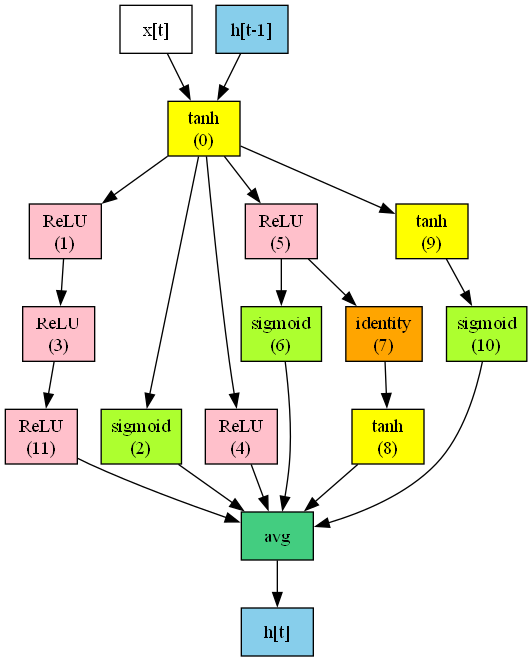 x[t]
h[t-1]
tanh
(0)
ReLU
(1)
ReLU
(5)
tanh
(9)
ReLU
(3)
sigmoid
(6)
identity
(7)
sigmoid
(10)
ReLU
(11)
sigmoid
(2)
ReLU
(4)
tanh
(8)
avg
h[t]